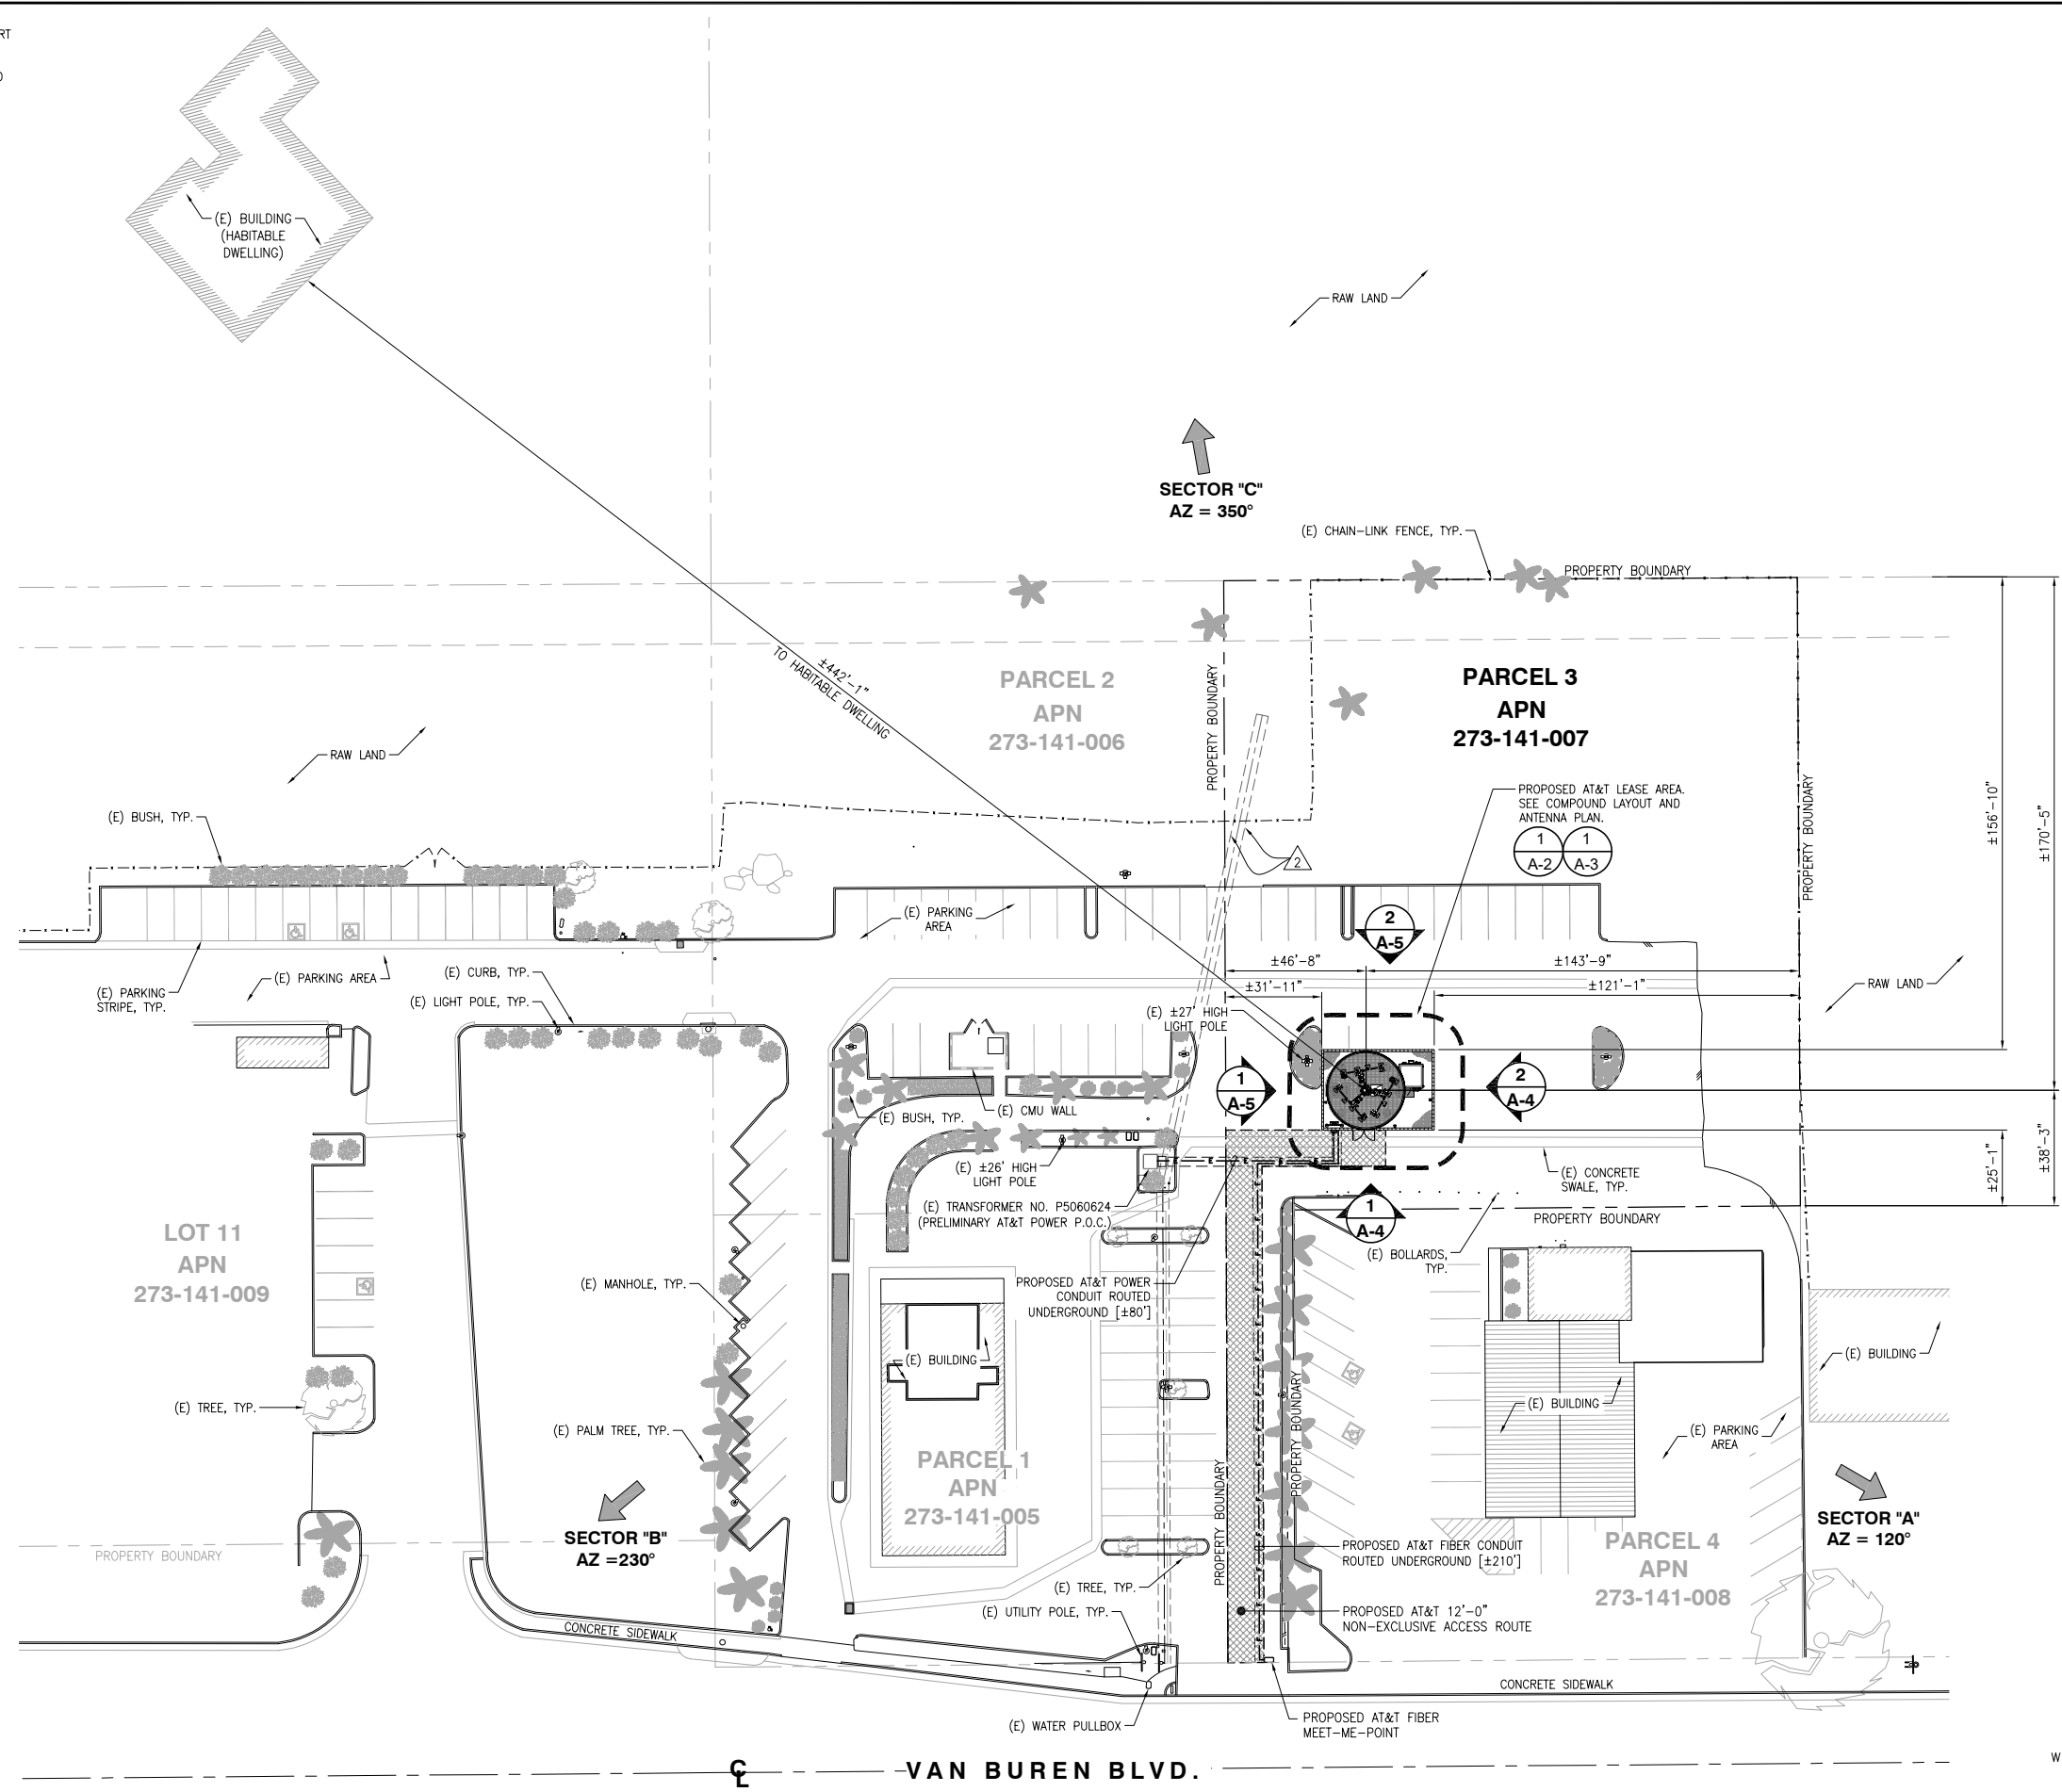 RT
(E) BUILDING
(HABITABLE
DWELLING)
RAW LAND
SECTOR "C"
AZ = 350°
(E) CHAIN-LINK FENCE, TYP.
PROPERTY BOUNDARY
±442'-1"
TO HABITABLE DWELLING
PARCEL 2
APN
273-141-006
PROPERTY BOUNDARY
PARCEL 3
APN
273-141-007
PROPERTY BOUNDARY
±156'-10"
±170'-5"
RAW LAND
PROPOSED AT&T LEASE AREA.
SEE COMPOUND LAYOUT AND
ANTENNA PLAN.
1
A-2
1
A-3
(E) BUSH, TYP.
2
(E) PARKING
AREA
2
A-5
±46'-8"
±143'-9"
±31'-11"
±121'-1"
RAW LAND
(E) PARKING
STRIPE, TYP.
(E) PARKING AREA
(E) CURB, TYP.
(E) LIGHT POLE, TYP.
(E) ±27' HIGH
LIGHT POLE
1
A-5
2
A-4
(E) BUSH, TYP.
(E) CMU WALL
(E) ±26' HIGH
LIGHT POLE
(E) TRANSFORMER NO. P5060624
(PRELIMINARY AT&T POWER P.O.C.)
(E) CONCRETE
SWALE, TYP.
±25'-1"
±38'-3"
1
A-4
PROPERTY BOUNDARY
(E) BOLLARDS,
TYP.
LOT 11
APN
273-141-009
(E) MANHOLE, TYP.
PROPOSED AT&T POWER
CONDUIT ROUTED
UNDERGROUND [±80']
(E) BUILDING
(E) BUILDING
(E) BUILDING
(E) TREE, TYP.
(E) PALM TREE, TYP.
(E) PARKING
AREA
PARCEL 1
APN
273-141-005
PROPERTY BOUNDARY
PROPERTY BOUNDARY
SECTOR "B"
AZ =230°
SECTOR "A"
AZ = 120°
PROPERTY BOUNDARY
PROPOSED AT&T FIBER CONDUIT
ROUTED UNDERGROUND [±210']
PARCEL 4
APN
273-141-008
(E) TREE, TYP.
(E) UTILITY POLE, TYP.
PROPOSED AT&T 12'-0"
NON-EXCLUSIVE ACCESS ROUTE
CONCRETE SIDEWALK
CONCRETE SIDEWALK
(E) WATER PULLBOX
PROPOSED AT&T FIBER
MEET-ME-POINT
CL
VAN BUREN BLVD.
W